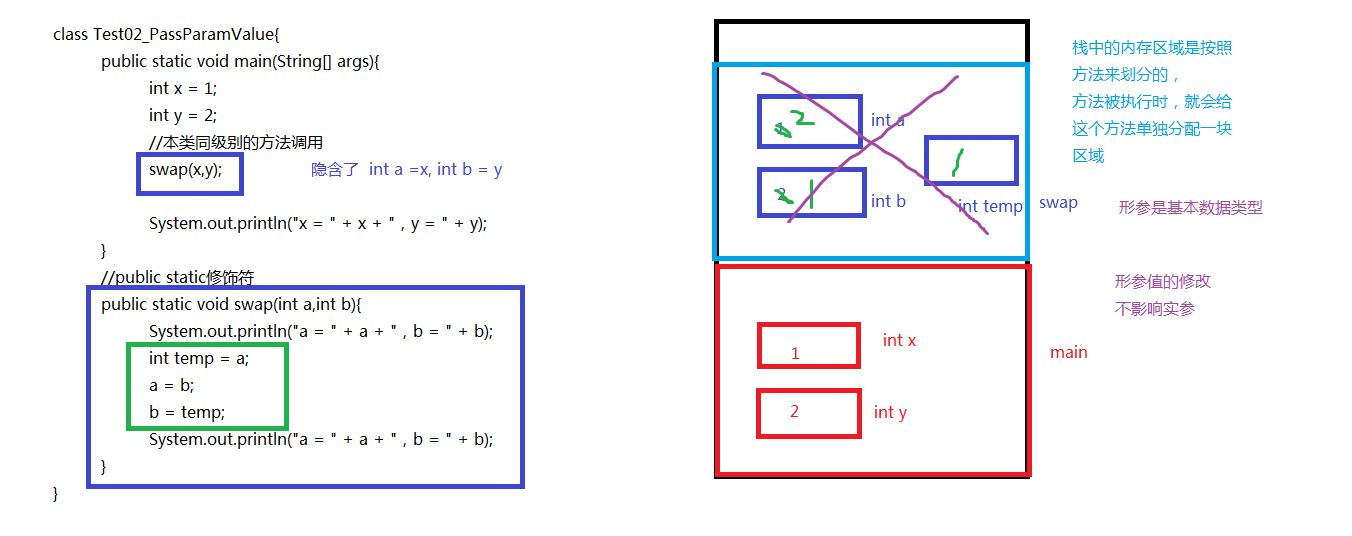 class Test02_PassParamValue{
public static void main(String[] args){
int x = 1;
int y = 2;
//本类同级别的方法调用
swap(x,y);
隐含了 int a =x, int b = y
System.out.println("x = " + x + " , y = " + y);
}
//public static修饰符
public static void swap(int a,int b){
System.out.println("a = " + a + " , b = " + b);
int temp = a;
a = b;
b = temp;
System.out.println("a = " + a + " , b = " + b);
}
}
2
int a
1
2
1
int b
int temp
swap
1
int x
2
int y
main
栈中的内存区域是按照
方法来划分的，
方法被执行时，就会给
这个方法单独分配一块
区域
形参是基本数据类型
形参值的修改
不影响实参